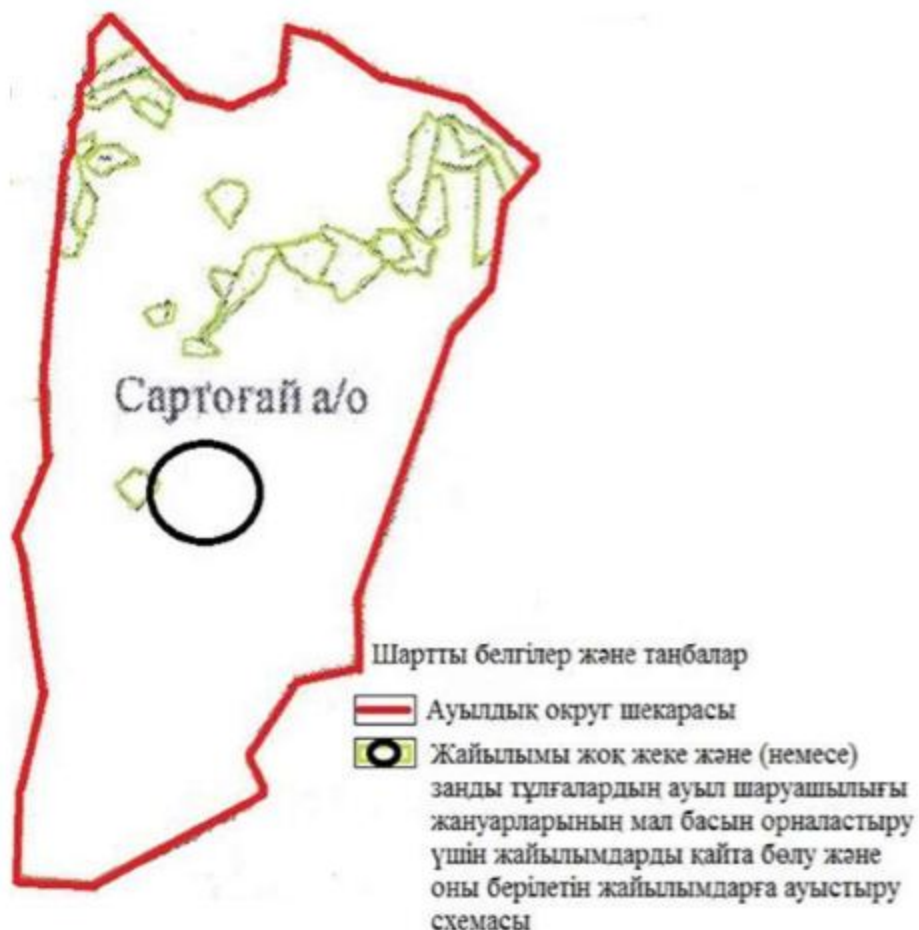 Сартоғай а/о
Шартты белгілер және таңбалар
Ауылдық округ шекарасы
Жайылымы жоқ жеке және (немесе)
заңды тұлғалардың ауыл шаруашылығы
жануарларының мал басын орналастыру
үшін жайылымдарды қайта бөлу және
оны берілетін жайылымдарға ауыстыру
схемасы